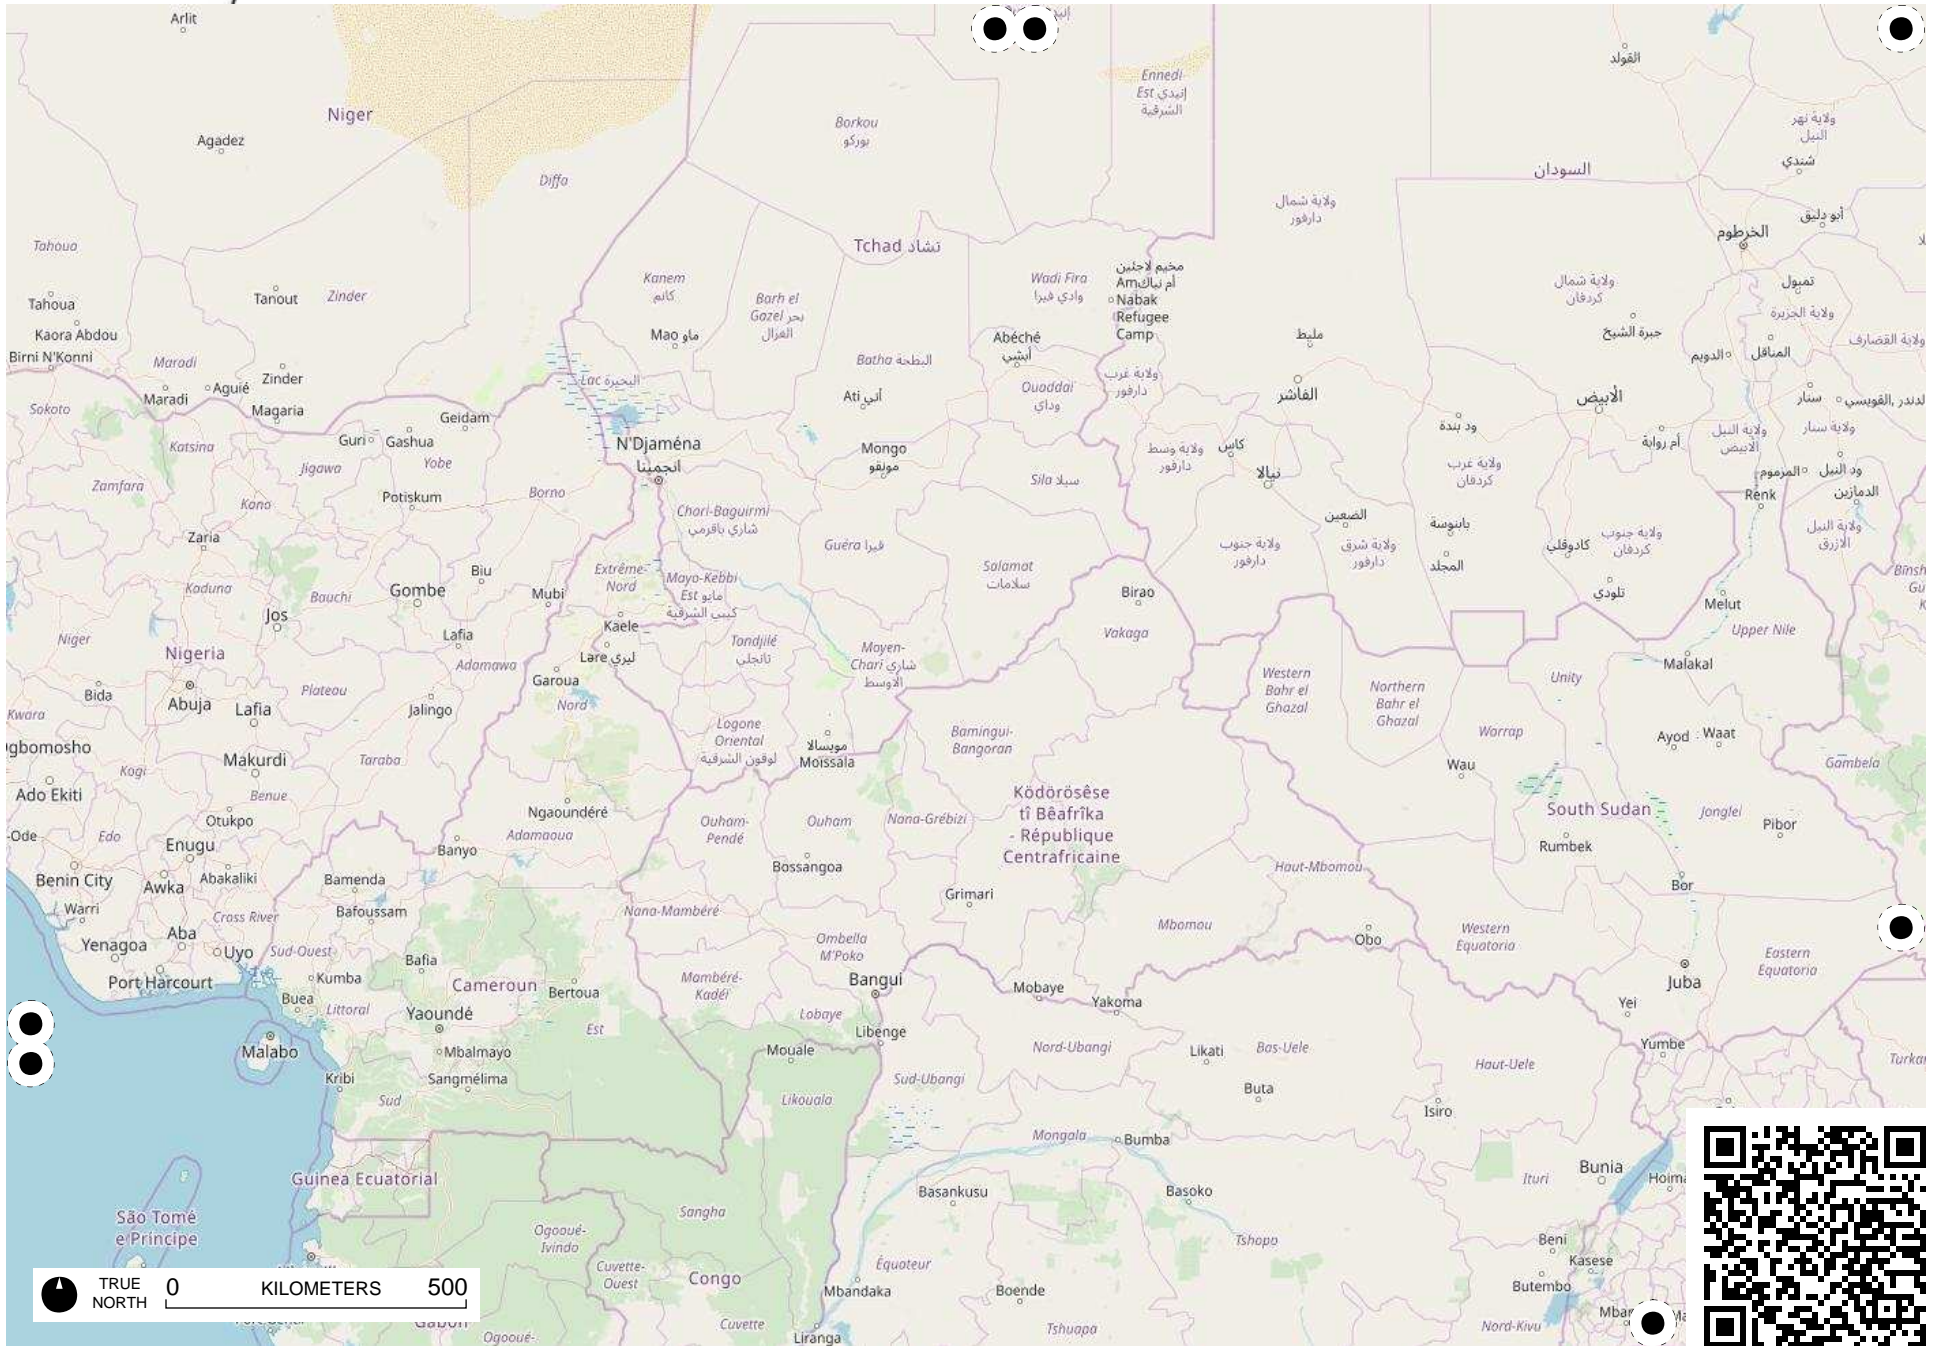 Arlit
القولد
Niger
Ennedi
Est إنيدي
الشرقية
Borkou
بوركو
ولاية نهر
النيل
Agadez
شندي
السودان
Diffa
ولاية شمال
دارفور
أبو دليق
الخرطوم
Tahoua
Tchad تشاد
Kanem
كانم
Wadi Fira
وادي فيرا
مخيم لاجئين
Am أم نباك
Nabak
Refugee
Camp
ولاية شمال
كردفان
تمبول
Tahoua
Tanout
Zinder
Barh el
Gazel بحر
الغزال
ولاية الجزيرة
Kaora Abdou
Mao ماو
Abéché
أبشي
مليط
جبرة الشيخ
ولاية القضارف
Birni N'Konni
Maradi
Batha البطحة
الدويم
المناقل
Zinder
Lac البحيرة
Ouaddaï
وداي
ولاية غرب
دارفور
Maradi
Aguié
Ati أتي
الفاشر
الأبيض
سنار
لدندر ,القويسي
Sokoto
Magaria
Geidam
ود بندة
ولاية سنار
Katsina
Guri
Gashua
N'Djaména
انجمينا
Mongo
مونقو
ولاية وسط
دارفور
كاس
أم روابة
ولاية النيل
الأبيض
Jigawa
Yobe
Sila سيلا
نيالا
ولاية غرب
كردفان
المزموم
ود النيل
Zamfara
Borno
Renk
الدمازين
Kano
Potiskum
Chari-Baguirmi
شاري باقرمي
الضعين
بابنوسة
ولاية النيل
الأزرق
Zaria
Guéra قيرا
ولاية جنوب
دارفور
ولاية شرق
دارفور
كادوقلي
ولاية جنوب
كردفان
Biu
Extrême-
Nord
Mayo-Kebbi
Est مايو
كيبي الشرقية
Salamat
سلامات
المجلد
Kaduna
Bauchi
Gombe
Mubi
Birao
تلودي
Melut
Jos
Kaele
Vakaga
Upper Nile
Niger
Lafia
Tandjilé
تانجلي
Nigeria
Adamawa
Lare ليري
Moyen-
Chari شاري
الأوسط
Malakal
Garoua
Western
Bahr el
Ghazal
Northern
Bahr el
Ghazal
Unity
Bida
Abuja
Plateau
Jalingo
Nord
Kwara
Lafia
Logone
Oriental
لوقون الشرقية
Bamingui-
Bangoran
Warrap
Ayod
Waat
gbomosho
مويسالا
Moïssala
Makurdi
Taraba
Wau
Gambela
Kogi
Ado Ekiti
Benue
Ködörösêse
tî Bêafrîka
- République
Centrafricaine
South Sudan
Jonglei
Ngaoundéré
Otukpo
Ouham-
Pendé
Ouham
Nana-Grébizi
Pibor
-Ode
Edo
Adamaoua
Enugu
Banyo
Rumbek
Benin City
Awka
Abakaliki
Bamenda
Bossangoa
Haut-Mbomou
Bor
Warri
Cross River
Bafoussam
Nana-Mambéré
Grimari
Mbomou
Western
Equatoria
Aba
Obo
Yenagoa
Uyo
Sud-Ouest
Bafia
Ombella
M'Poko
Eastern
Equatoria
Port Harcourt
Kumba
Cameroun
Bertoua
Mambéré-
Kadéï
Bangui
Mobaye
Juba
Buea
Littoral
Yaoundé
Est
Lobaye
Yakoma
Yei
Libenge
Malabo
Mbalmayo
Mouale
Nord-Ubangi
Likati
Bas-Uele
Yumbe
Haut-Uele
Kribi
Sangmélima
Sud-Ubangi
Buta
Sud
Likouala
Isiro
Mongala
Bumba
Guinea Ecuatorial
Bunia
Ituri
Hoima
Basankusu
Basoko
São Tomé
e Príncipe
Sangha
Ogooué-
Ivindo
Tshopo
Beni
Kasese
Équateur
Cuvette-
Ouest
Congo
TRUE
NORTH
0 KILOMETERS 500
Mbandaka
Boende
Butembo
Gabon
Cuvette
Tshuapa
Nord-Kivu
Ogooué-
Liranga